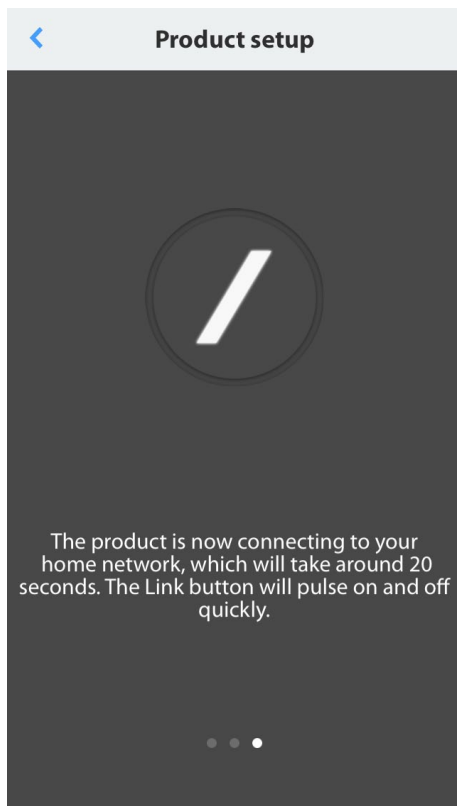 Product setup
The product is now connecting to your
home network, which will take around 20
seconds. The Link button will pulse on and off
quickly.